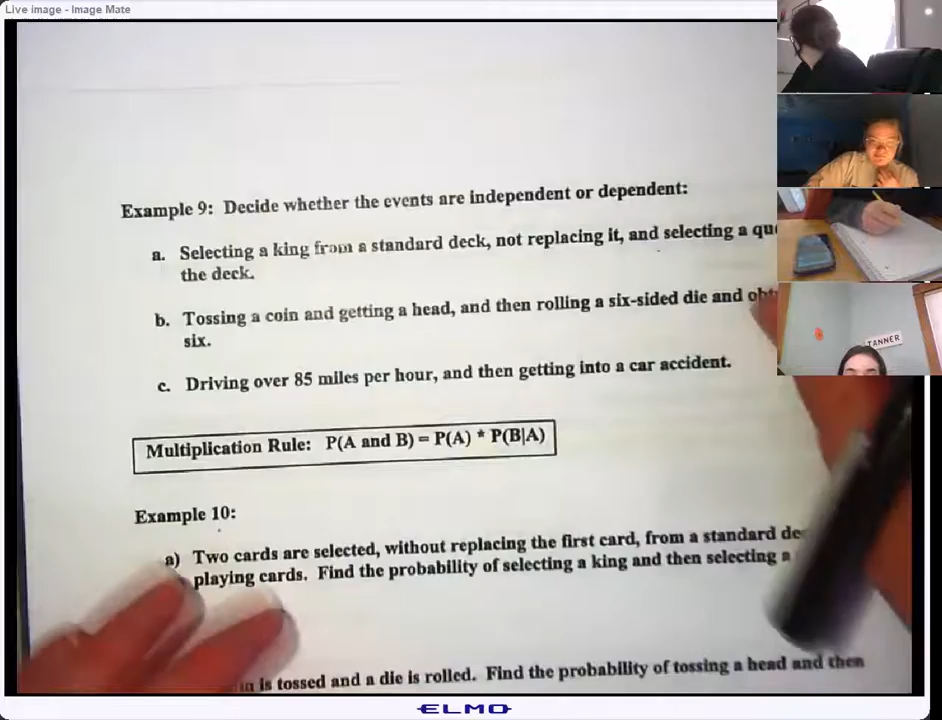 Live image - Image Mate
Example 9: Decide whether the events are independent or dependent:
a. Selecting a king from a standard deck, not replacing it, and selecting a
the deck.
b. Tossing a coin and getting a head, and then rolling a six-sided die and
six.
c. Driving over 85 miles per hour, and then getting into a car accident.
Multiplication Rule: P(A and B) = P(A) * P(B|A)
Example 10:
a) Two cards are selected, without replacing the first card, from a standard
playing cards. Find the probability of selecting a king and then selecting a
is tossed and a die is rolled. Find the probability of tossing a head and then
TANNER
ELMO